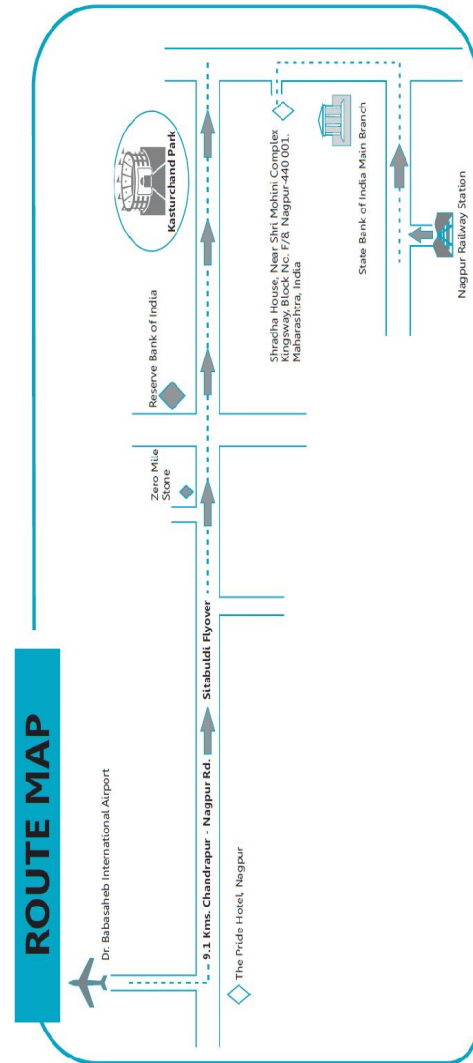 ROUTE MAP
Dr. Babasaheb International Airport
9.1 Kms. Chandrapur - Nagpur Rd.
Sitabuldi Flyover
The Pride Hotel, Nagpur
Zero Mile
Stone
Reserve Bank of India
Kasturchand Park
Shradha House, Near Shri Mohini Complex
Kingsway, Block No. F/8 Nagpur-440 001.
Maharashtra, India
State Bank of India Main Branch
Nagpur Railway Station